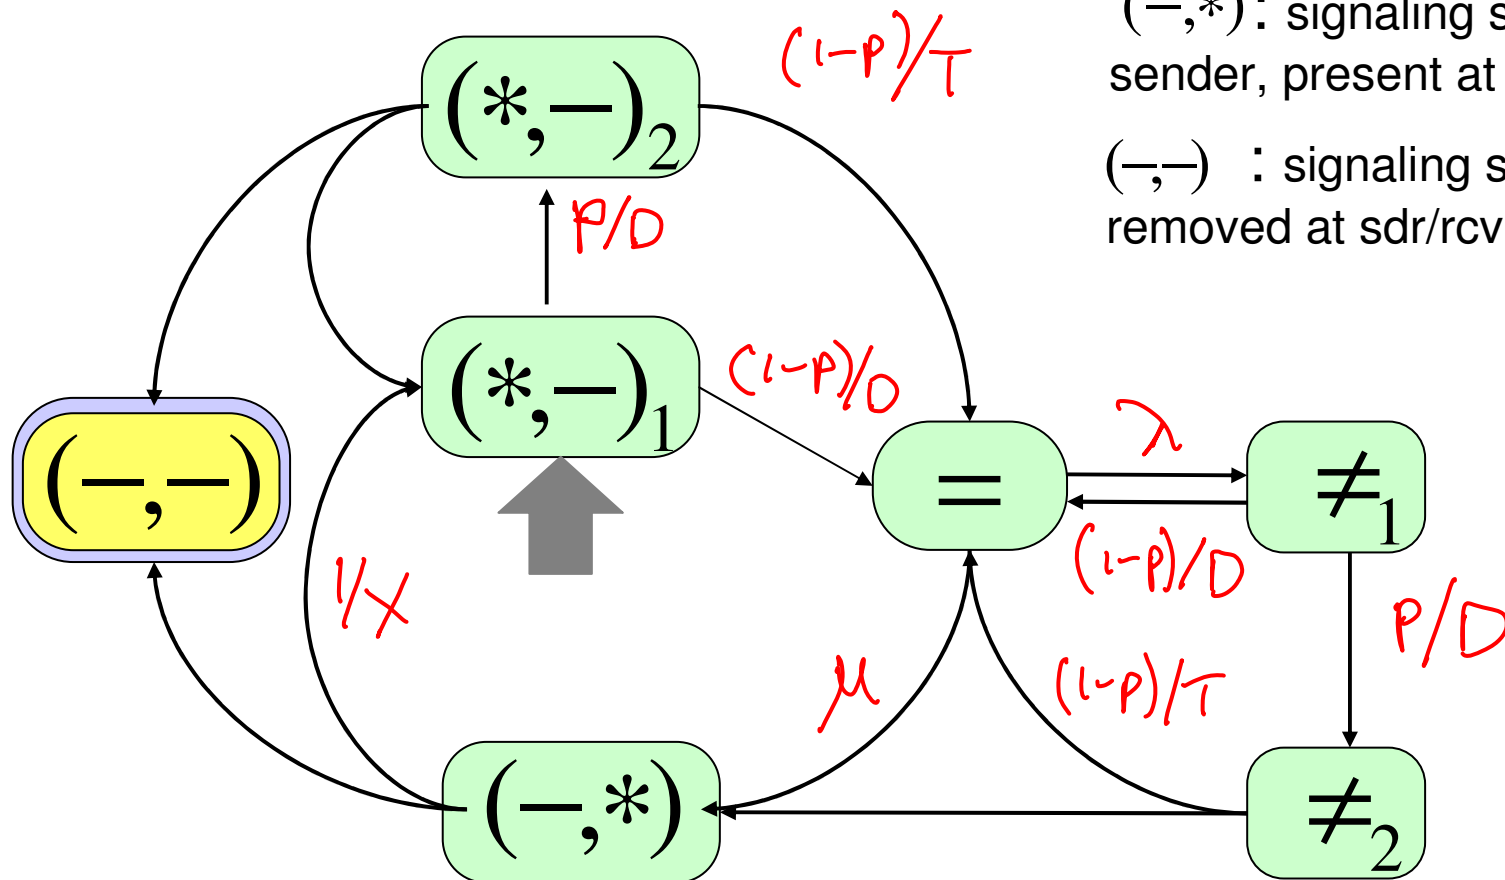 (−,*) : signaling s
sender, present at
(−,−) : signaling s
removed at sdr/rcv
(*,−)₂
(1-p)/T
P/D
(*,−)₁
(1-P)/D
(−,−)
=
λ
≠₁
(1-P)/D
1/X
P/D
μ
(1-P)/T
(−,*)
≠₂